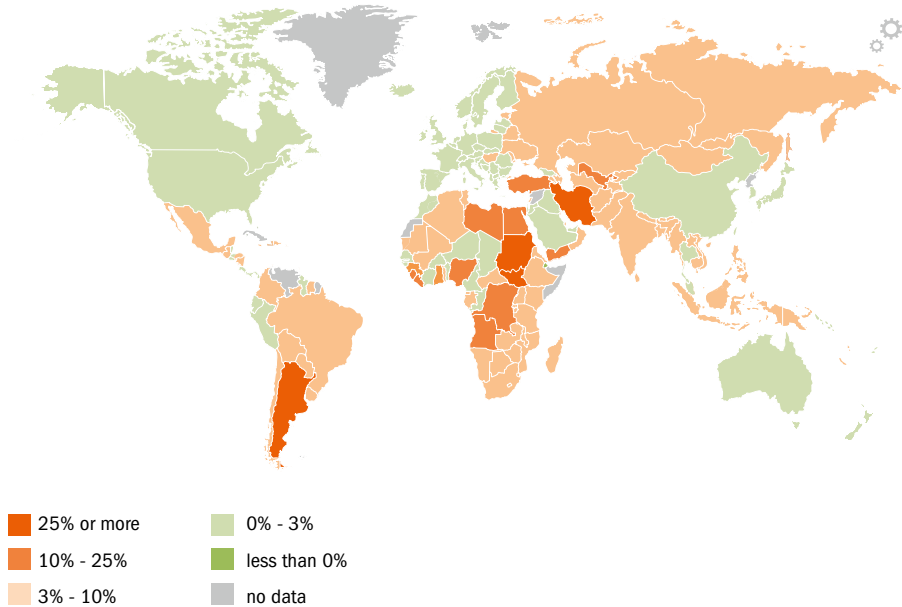 25% or more
10% - 25%
3% - 10%
0% - 3%
less than 0%
no data